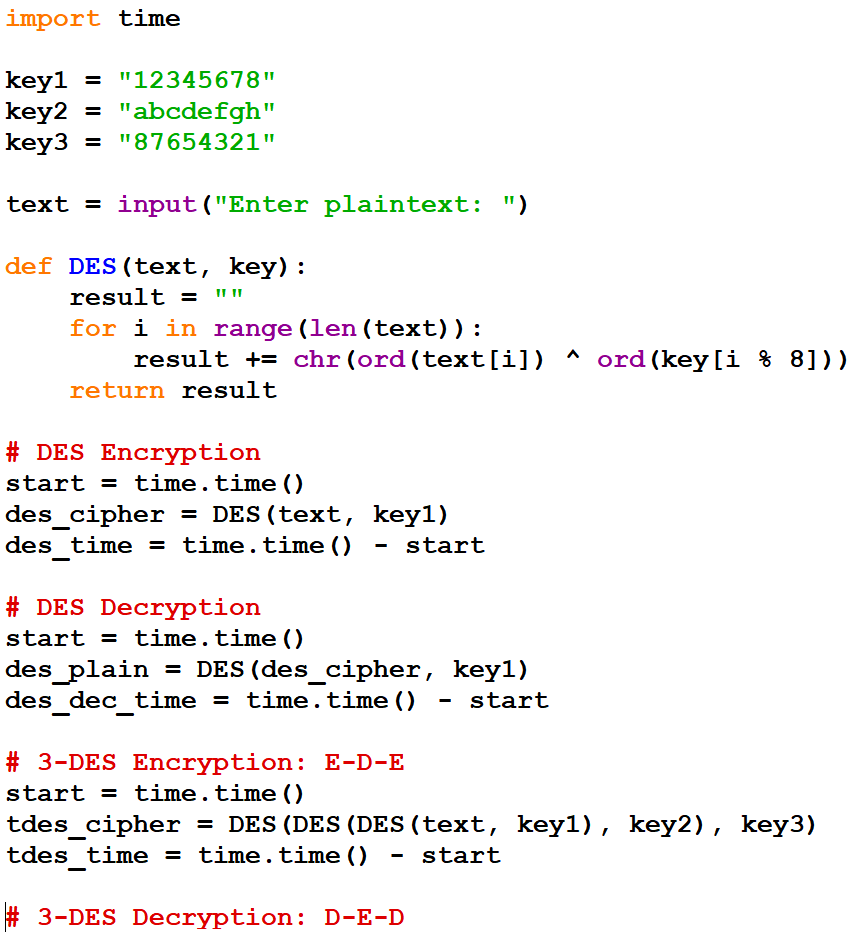 import time

key1 = "12345678"
key2 = "abcdefgh"
key3 = "87654321"

text = input("Enter plaintext: ")

def DES(text, key):
    result = ""
    for i in range(len(text)):
        result += chr(ord(text[i]) ^ ord(key[i % 8]))
    return result

# DES Encryption
start = time.time()
des_cipher = DES(text, key1)
des_time = time.time() - start

# DES Decryption
start = time.time()
des_plain = DES(des_cipher, key1)
des_dec_time = time.time() - start

# 3-DES Encryption: E-D-E
start = time.time()
tdes_cipher = DES(DES(DES(text, key1), key2), key3)
tdes_time = time.time() - start

# 3-DES Decryption: D-E-D